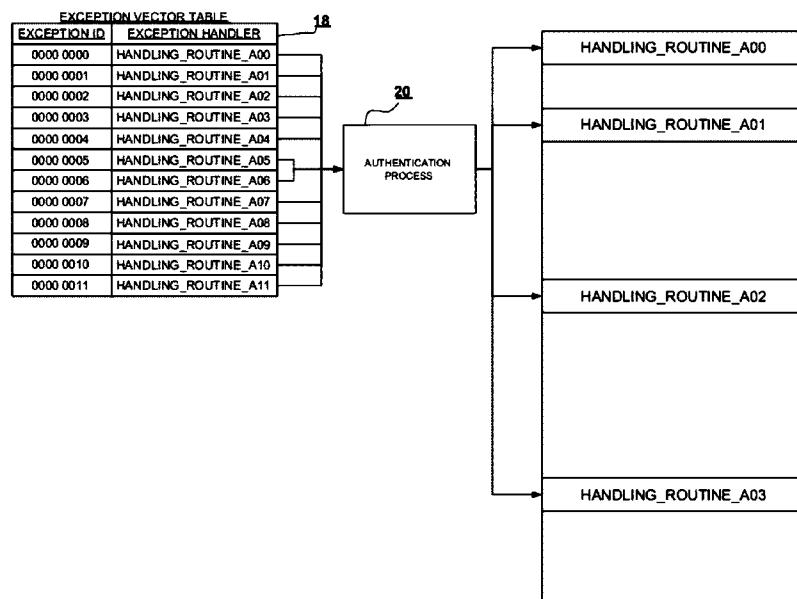 EXCEPTION VECTOR TABLE
EXCEPTION ID EXCEPTION HANDLER
18
0000 0000 HANDLING_ROUTINE_A00
0000 0001 HANDLING_ROUTINE_A01
0000 0002 HANDLING_ROUTINE_A02
0000 0003 HANDLING_ROUTINE_A03
0000 0004 HANDLING_ROUTINE_A04
0000 0005 HANDLING_ROUTINE_A05
0000 0006 HANDLING_ROUTINE_A06
0000 0007 HANDLING_ROUTINE_A07
0000 0008 HANDLING_ROUTINE_A08
0000 0009 HANDLING_ROUTINE_A09
0000 0010 HANDLING_ROUTINE_A10
0000 0011 HANDLING_ROUTINE_A11
20
AUTHENTICATION
PROCESS
HANDLING_ROUTINE_A00
HANDLING_ROUTINE_A01
HANDLING_ROUTINE_A02
HANDLING_ROUTINE_A03